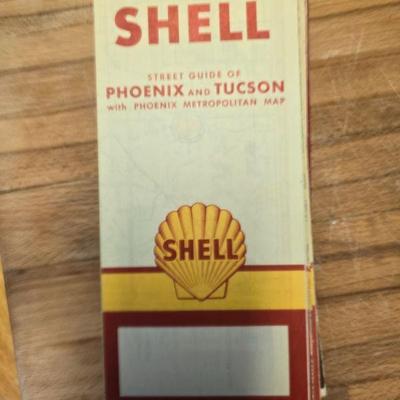 SHELL
STREET GUIDE OF
PHOENIX AND TUCSON
with PHOENIX METROPOLITAN MAP
SHELL